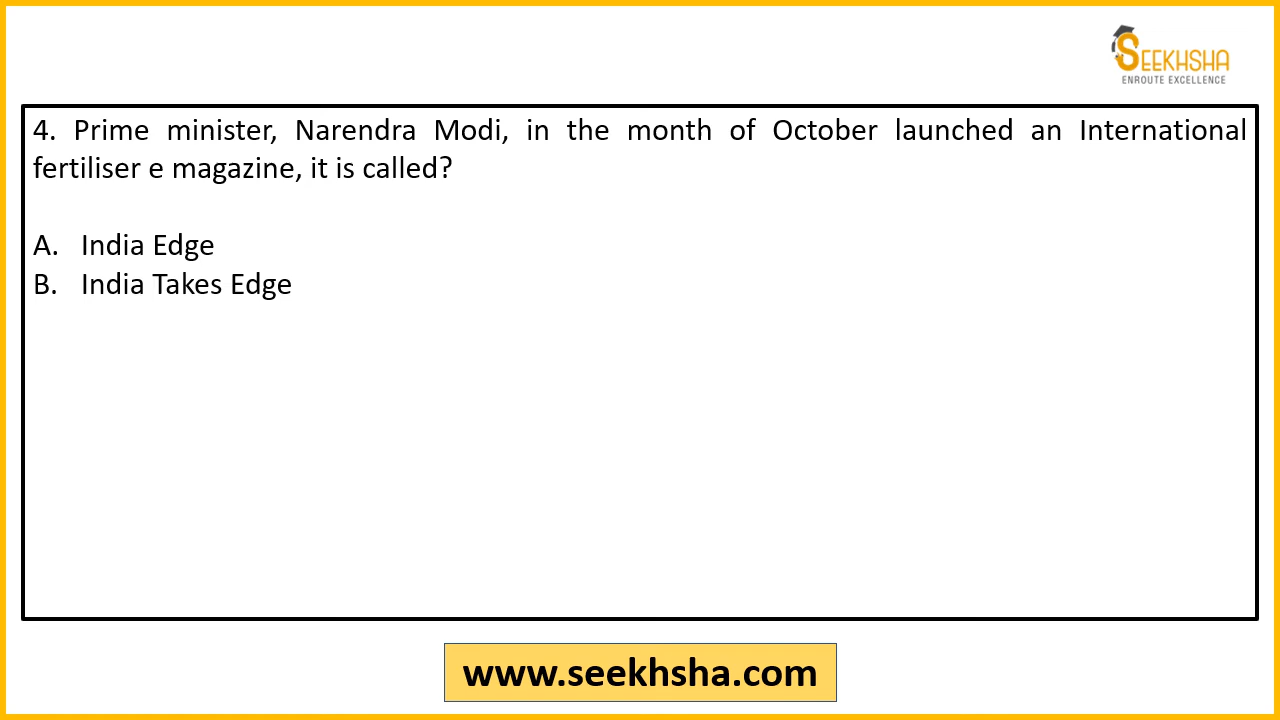 SEEKHSHA
ENROUTE EXCELLENCE
4. Prime minister, Narendra Modi, in the month of October launched an International
fertiliser e magazine, it is called?
A. India Edge
B. India Takes Edge
www.seekhsha.com